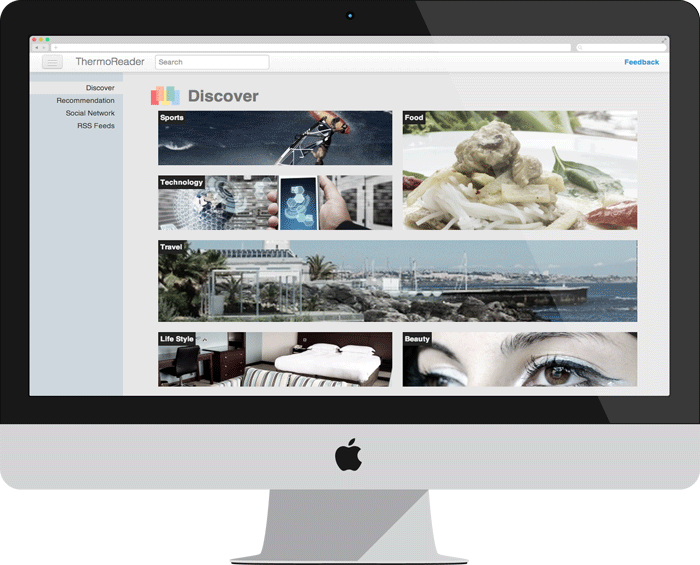 ThermoReader
Search
Feedback
Discover
Recommendation
Social Network
RSS Feeds
Discover
Sports
Food
Technology
Travel
Life Style
Beauty